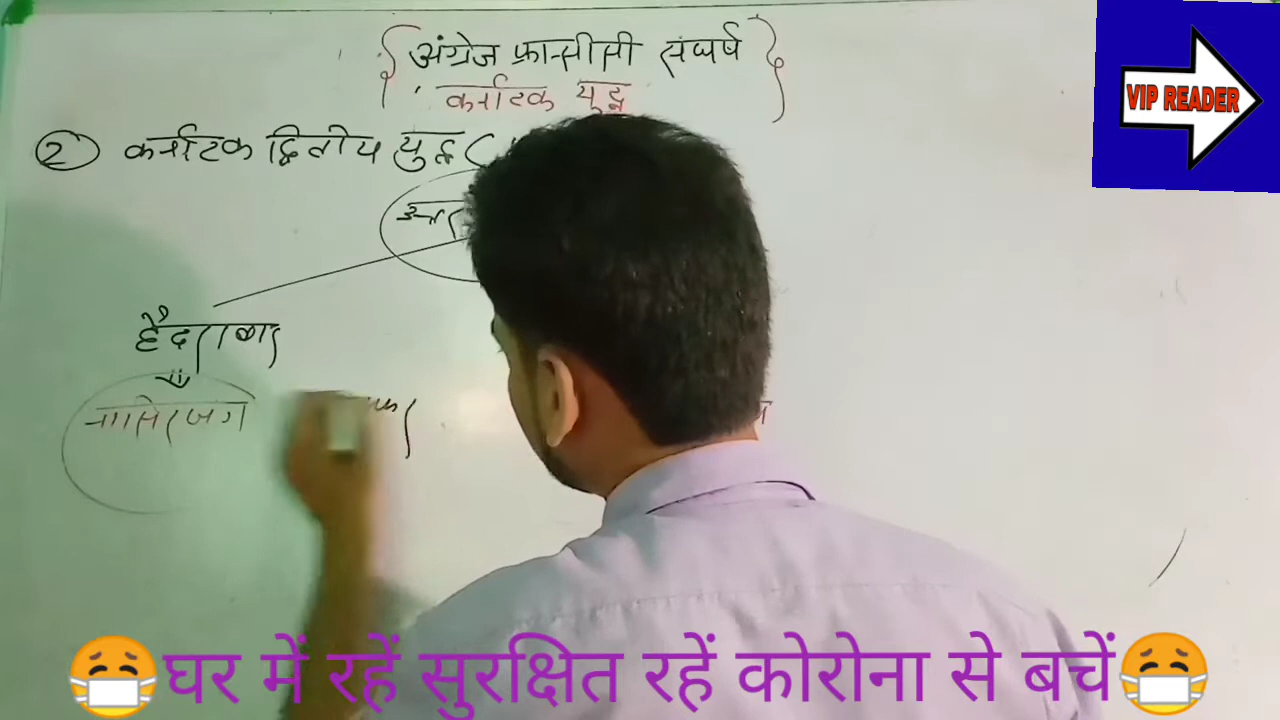 अंग्रेज फ्रान्सीसी संघर्ष
कर्नाटक युद्ध
VIP READER
② कर्नाटक द्वितीय युद्ध (
हैदराबाद
नासिरजंग
घर में रहें सुरक्षित रहें कोरोना से बचें